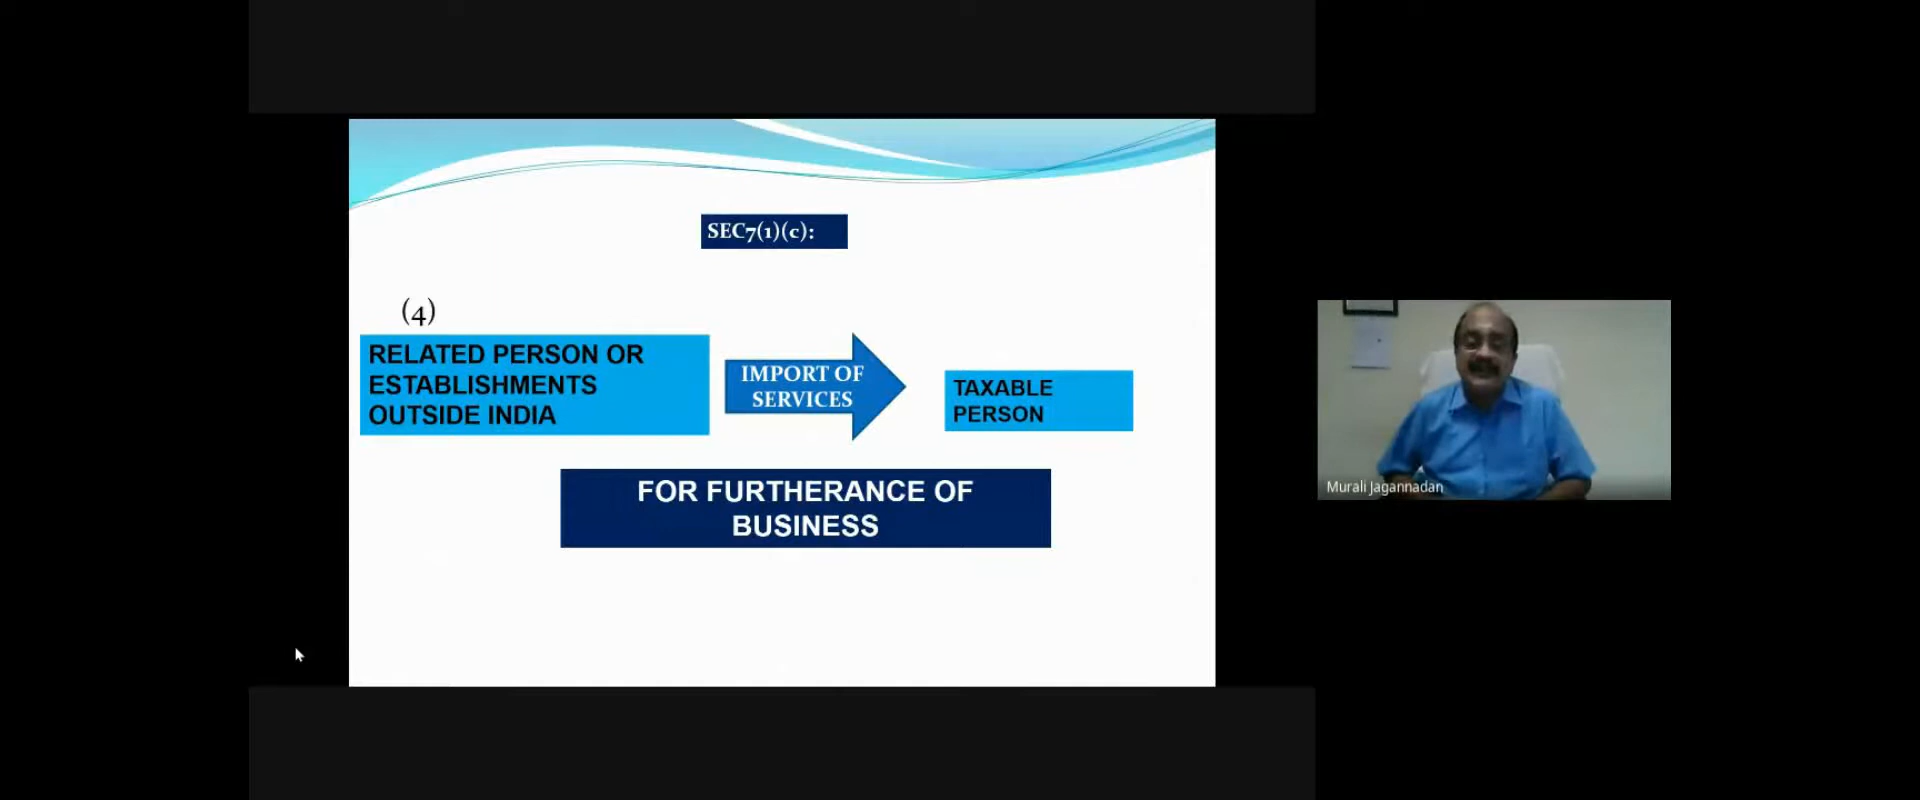 SEC7(1)(c):
(4)
RELATED PERSON OR
ESTABLISHMENTS
OUTSIDE INDIA
IMPORT OF
SERVICES
TAXABLE
PERSON
FOR FURTHERANCE OF
BUSINESS
Murali Jagannadan